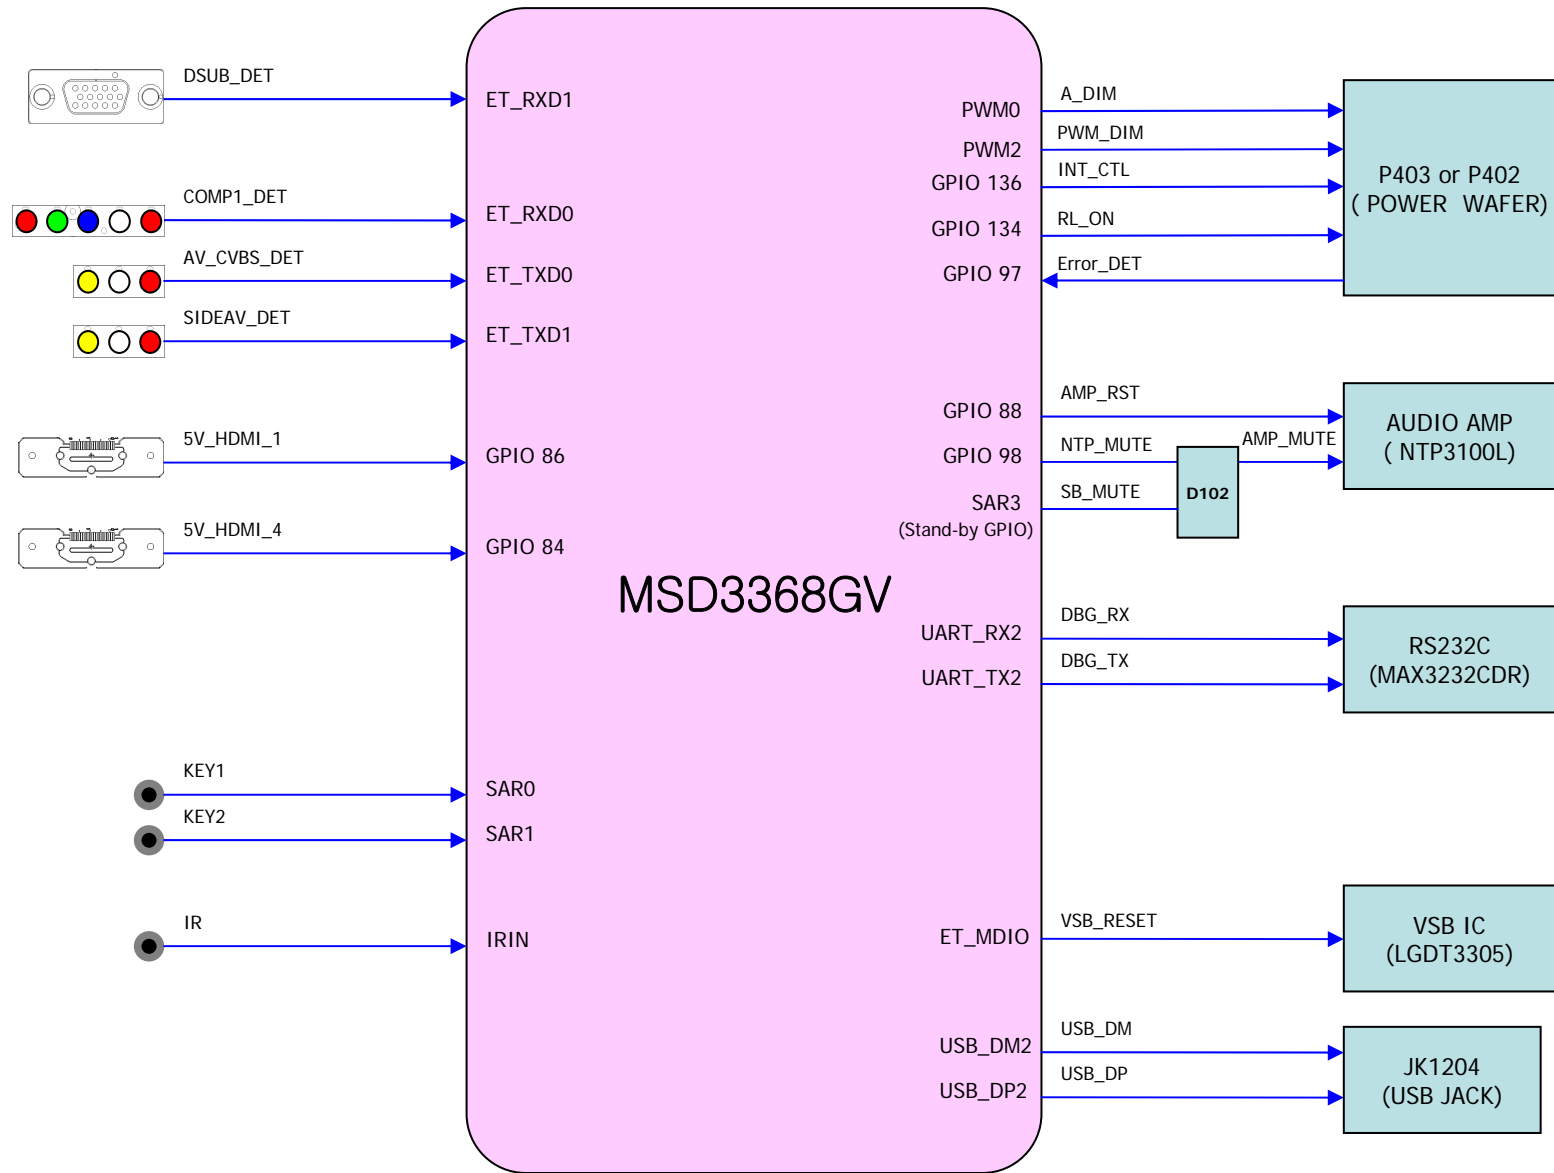 DSUB_DET
ET_RXD1
COMP1_DET
ET_RXD0
AV_CVBS_DET
ET_TXD0
SIDEAV_DET
ET_TXD1
5V_HDMI_1
GPIO 86
5V_HDMI_4
GPIO 84
MSD3368GV
KEY1
SAR0
KEY2
SAR1
IR
IRIN
PWM0
A_DIM
PWM2
PWM_DIM
GPIO 136
INT_CTL
GPIO 134
RL_ON
GPIO 97
Error_DET
P403 or P402
( POWER WAFER)
GPIO 88
AMP_RST
GPIO 98
NTP_MUTE
AMP_MUTE
SAR3
(Stand-by GPIO)
SB_MUTE
D102
AUDIO AMP
( NTP3100L)
UART_RX2
DBG_RX
UART_TX2
DBG_TX
RS232C
(MAX3232CDR)
ET_MDIO
VSB_RESET
VSB IC
(LGDT3305)
USB_DM2
USB_DM
USB_DP2
USB_DP
JK1204
(USB JACK)